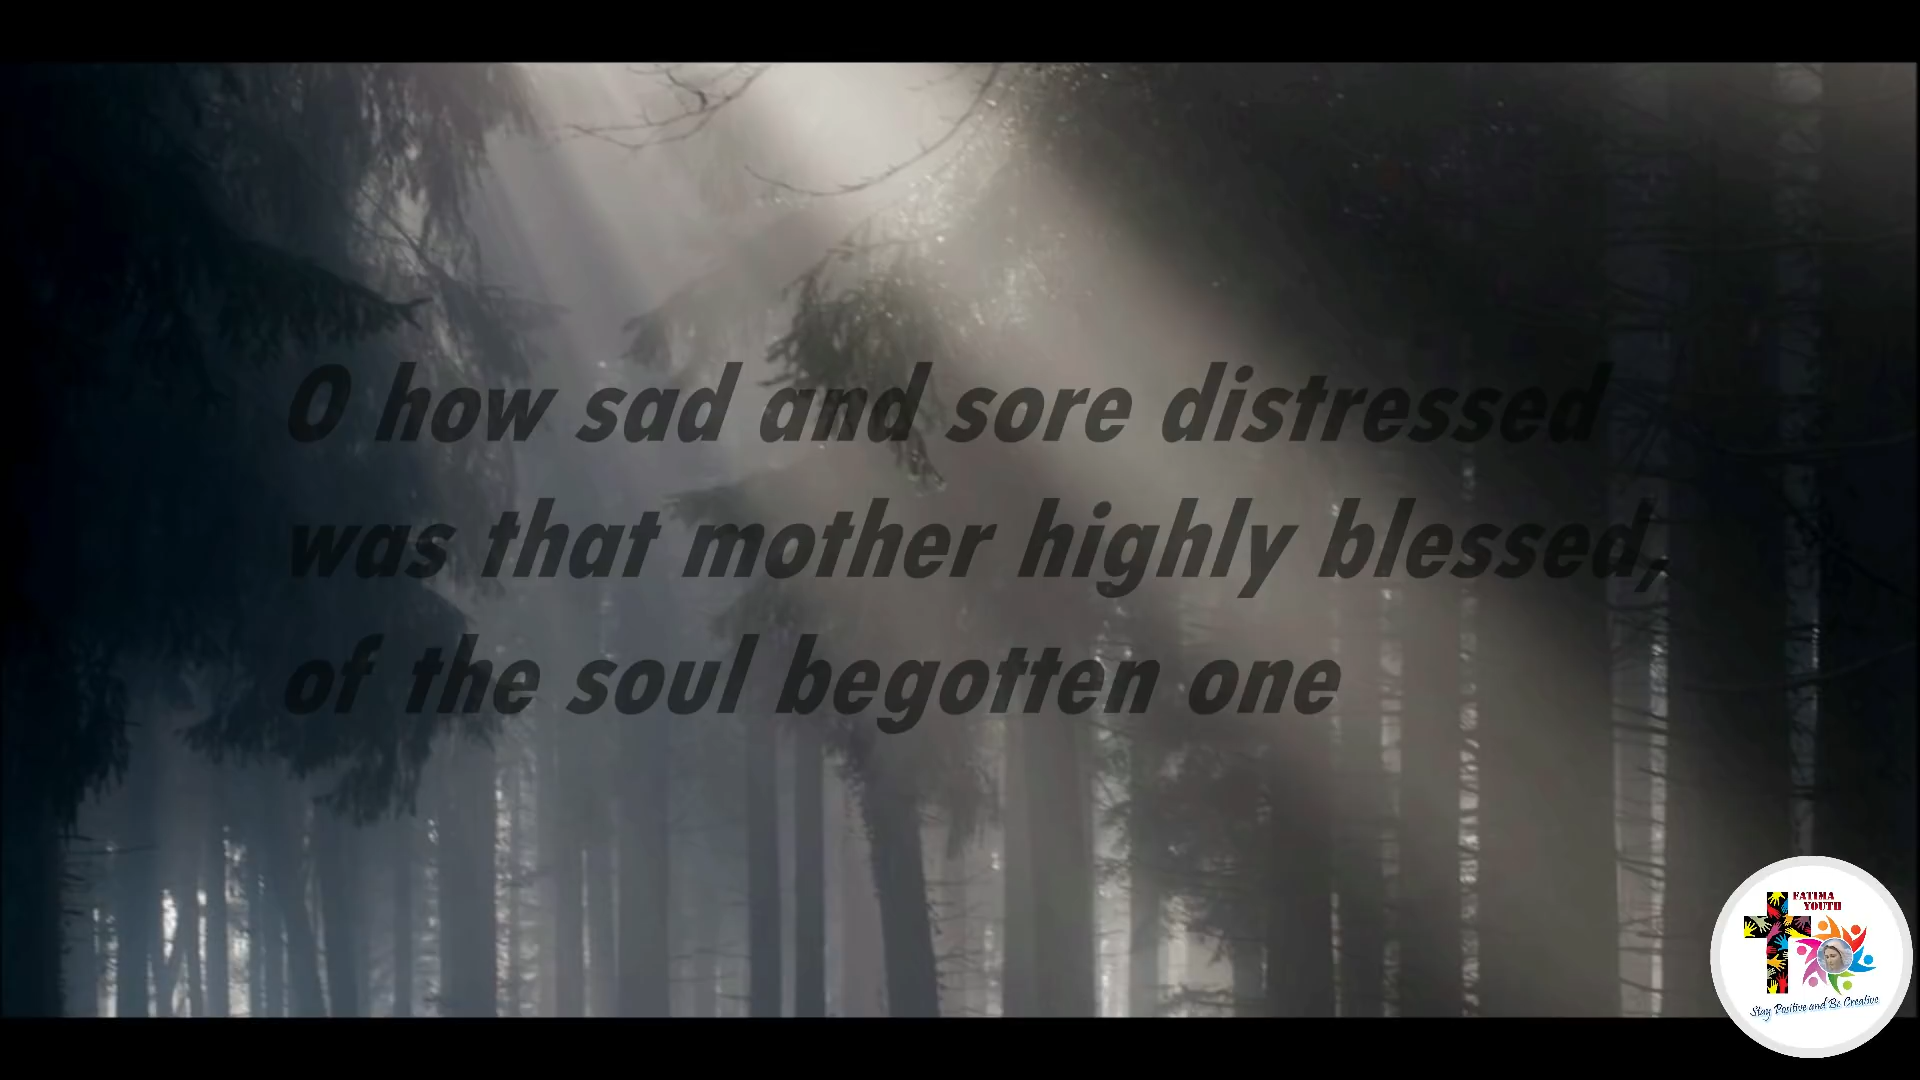 O how sad and sore distressed
was that mother highly blessed,
of the soul begotten one
FATIMA
YOUTH
Stay Positive and Be Creative